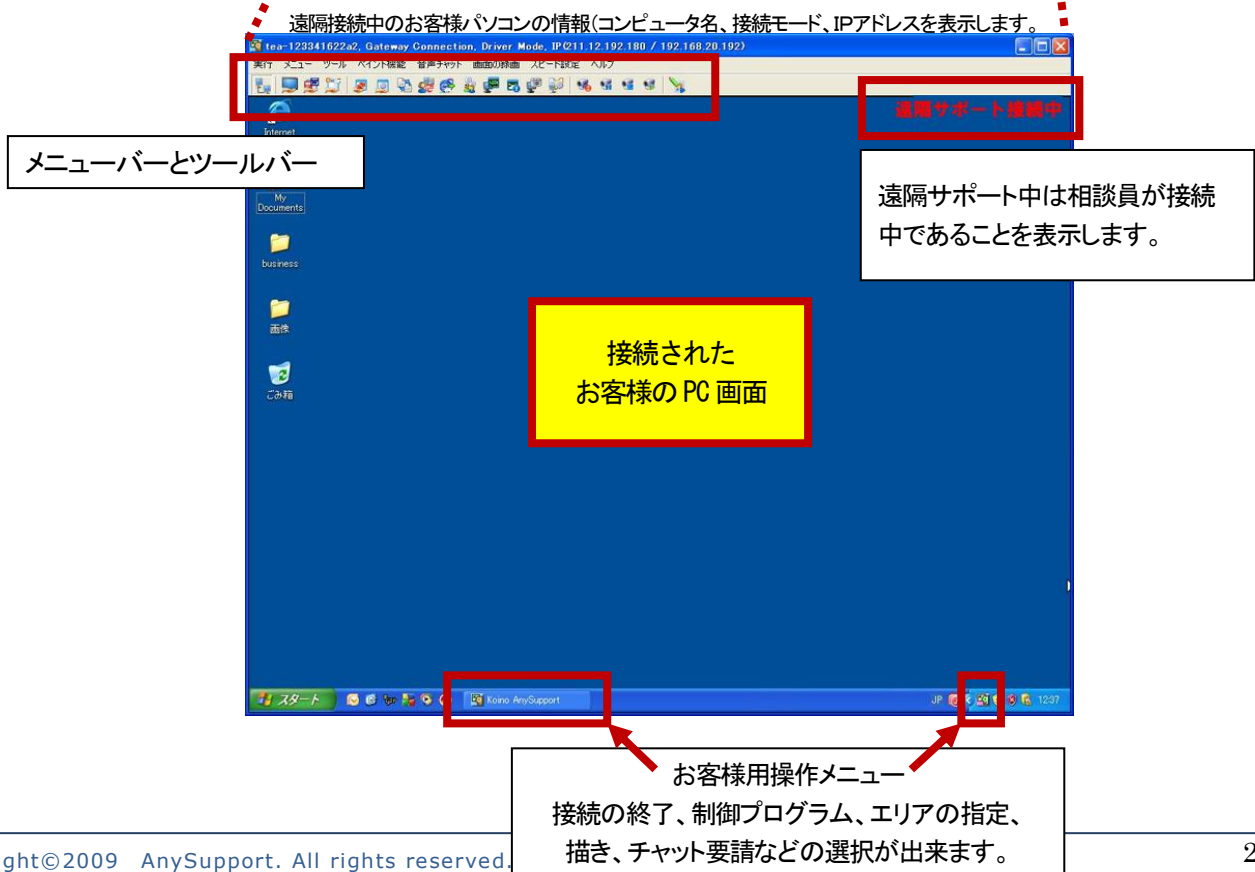 遠隔接続中のお客様パソコンの情報(コンピュータ名、接続モード、IPアドレスを表示します。
tea-123341622a2, Gateway Connection, Driver Mode, IP(211.12.192.180 / 192.168.20.192)
実行 メニュー ツール ペイント機能 音声チャット 画面の録画 スピード設定 ヘルプ
遠隔サポート接続中
Internet
メニューバーとツールバー
遠隔サポート中は相談員が接続
中であることを表示します。
My
Documents
business
画像
ごみ箱
接続された
お客様の PC 画面
スタート
Koino AnySupport
JP
12:37
お客様用操作メニュー
接続の終了、制御プログラム、エリアの指定、
描き、チャット要請などの選択が出来ます。
ght©2009 AnySupport. All rights reserved.
2